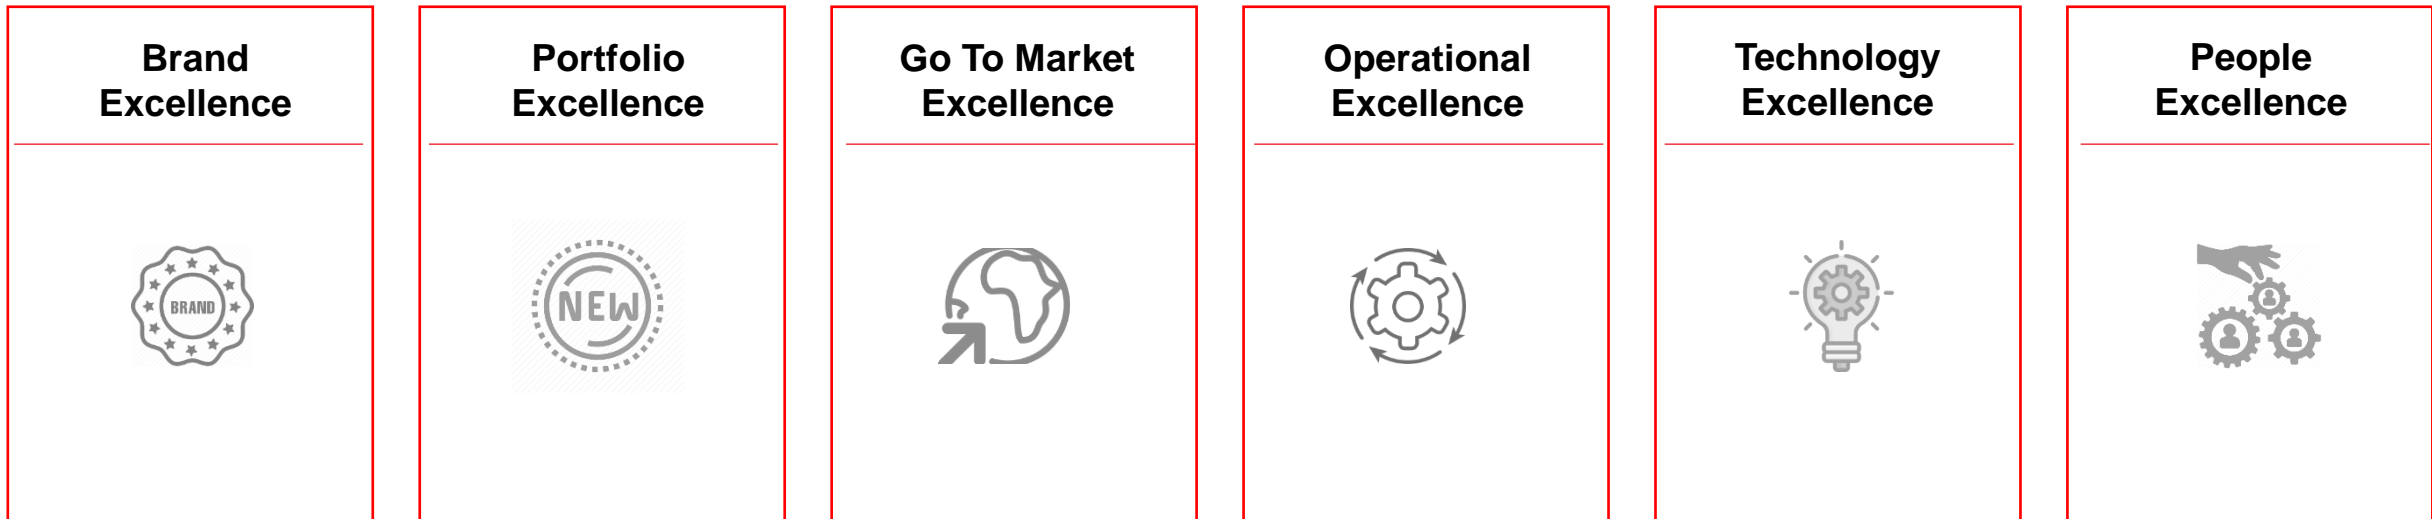 Brand
Excellence
BRAND
Portfolio
Excellence
NEW
Go To Market
Excellence
Operational
Excellence
Technology
Excellence
People
Excellence